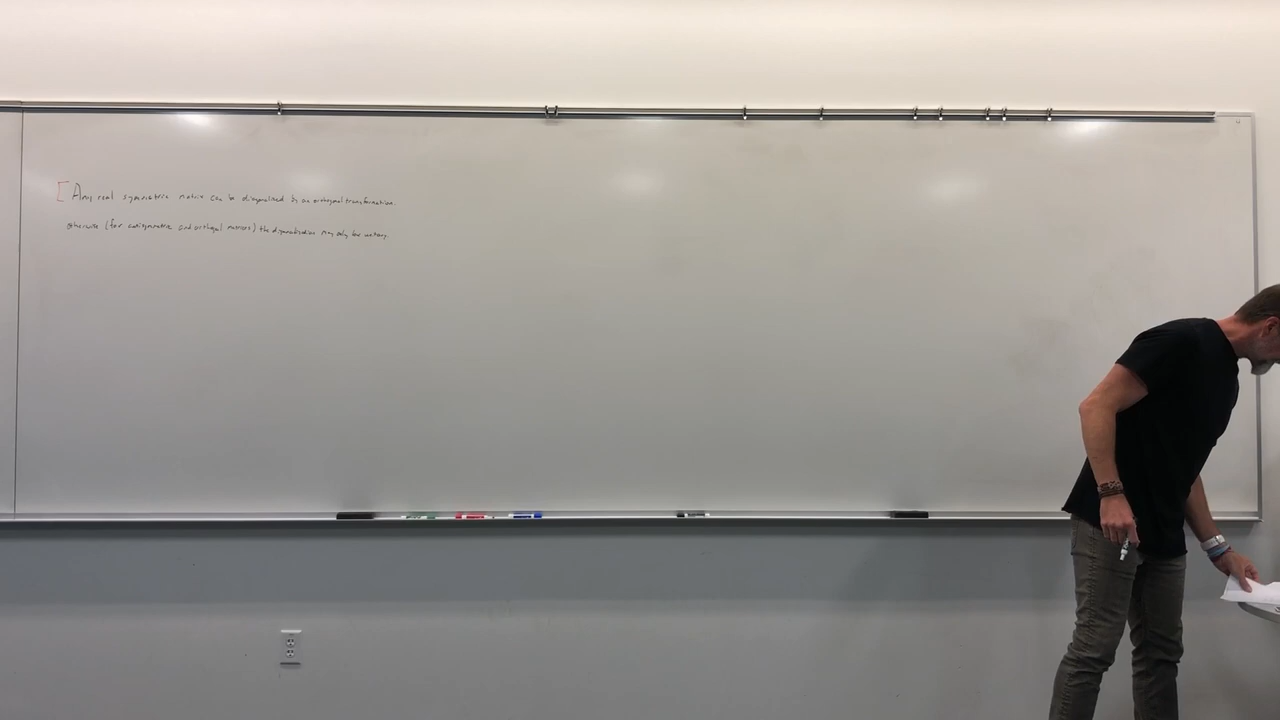 [Any real symmetric matrix can be diagonalized by an orthogonal transformation.
otherwise (for antisymmetric and orthogonal matrices) the diagonalization may only be unitary.